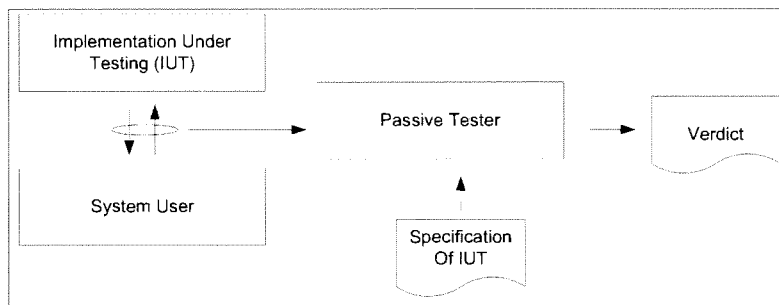 Implementation Under
Testing (IUT)
Passive Tester
Verdict
System User
Specification
Of IUT